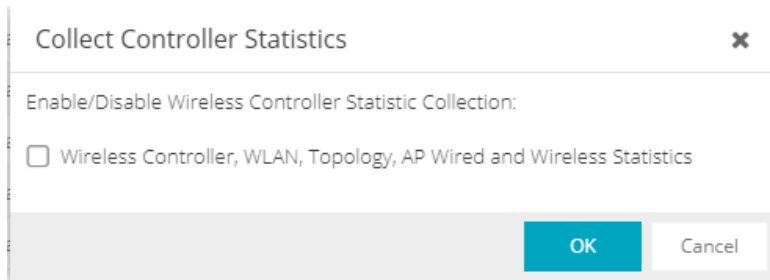 Collect Controller Statistics
Enable/Disable Wireless Controller Statistic Collection:
Wireless Controller, WLAN, Topology, AP Wired and Wireless Statistics
OK
Cancel